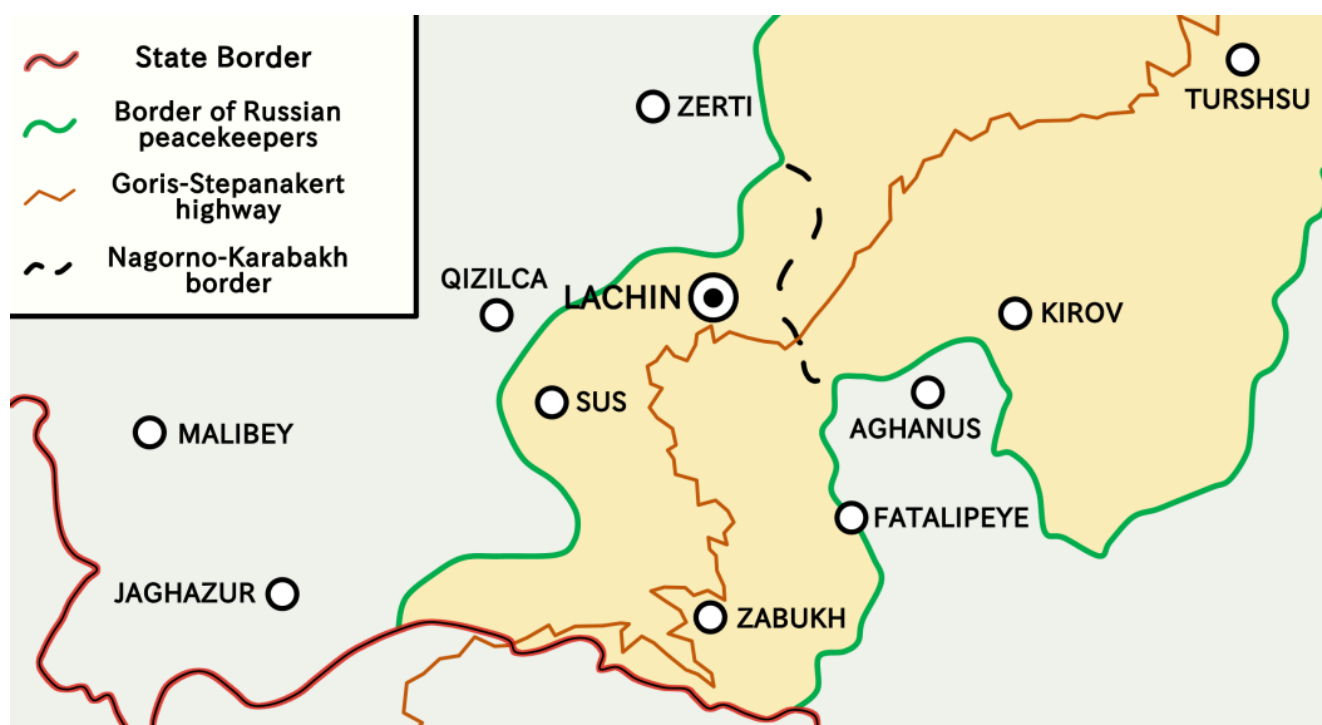 State Border
Border of Russian
peacekeepers
Goris-Stepanakert
highway
Nagorno-Karabakh
border
ZERTI
TURSHSU
QIZILCA
LACHIN
KIROV
SUS
AGHANUS
MALIBEY
FATALIPEYE
JAGHAZUR
ZABUKH